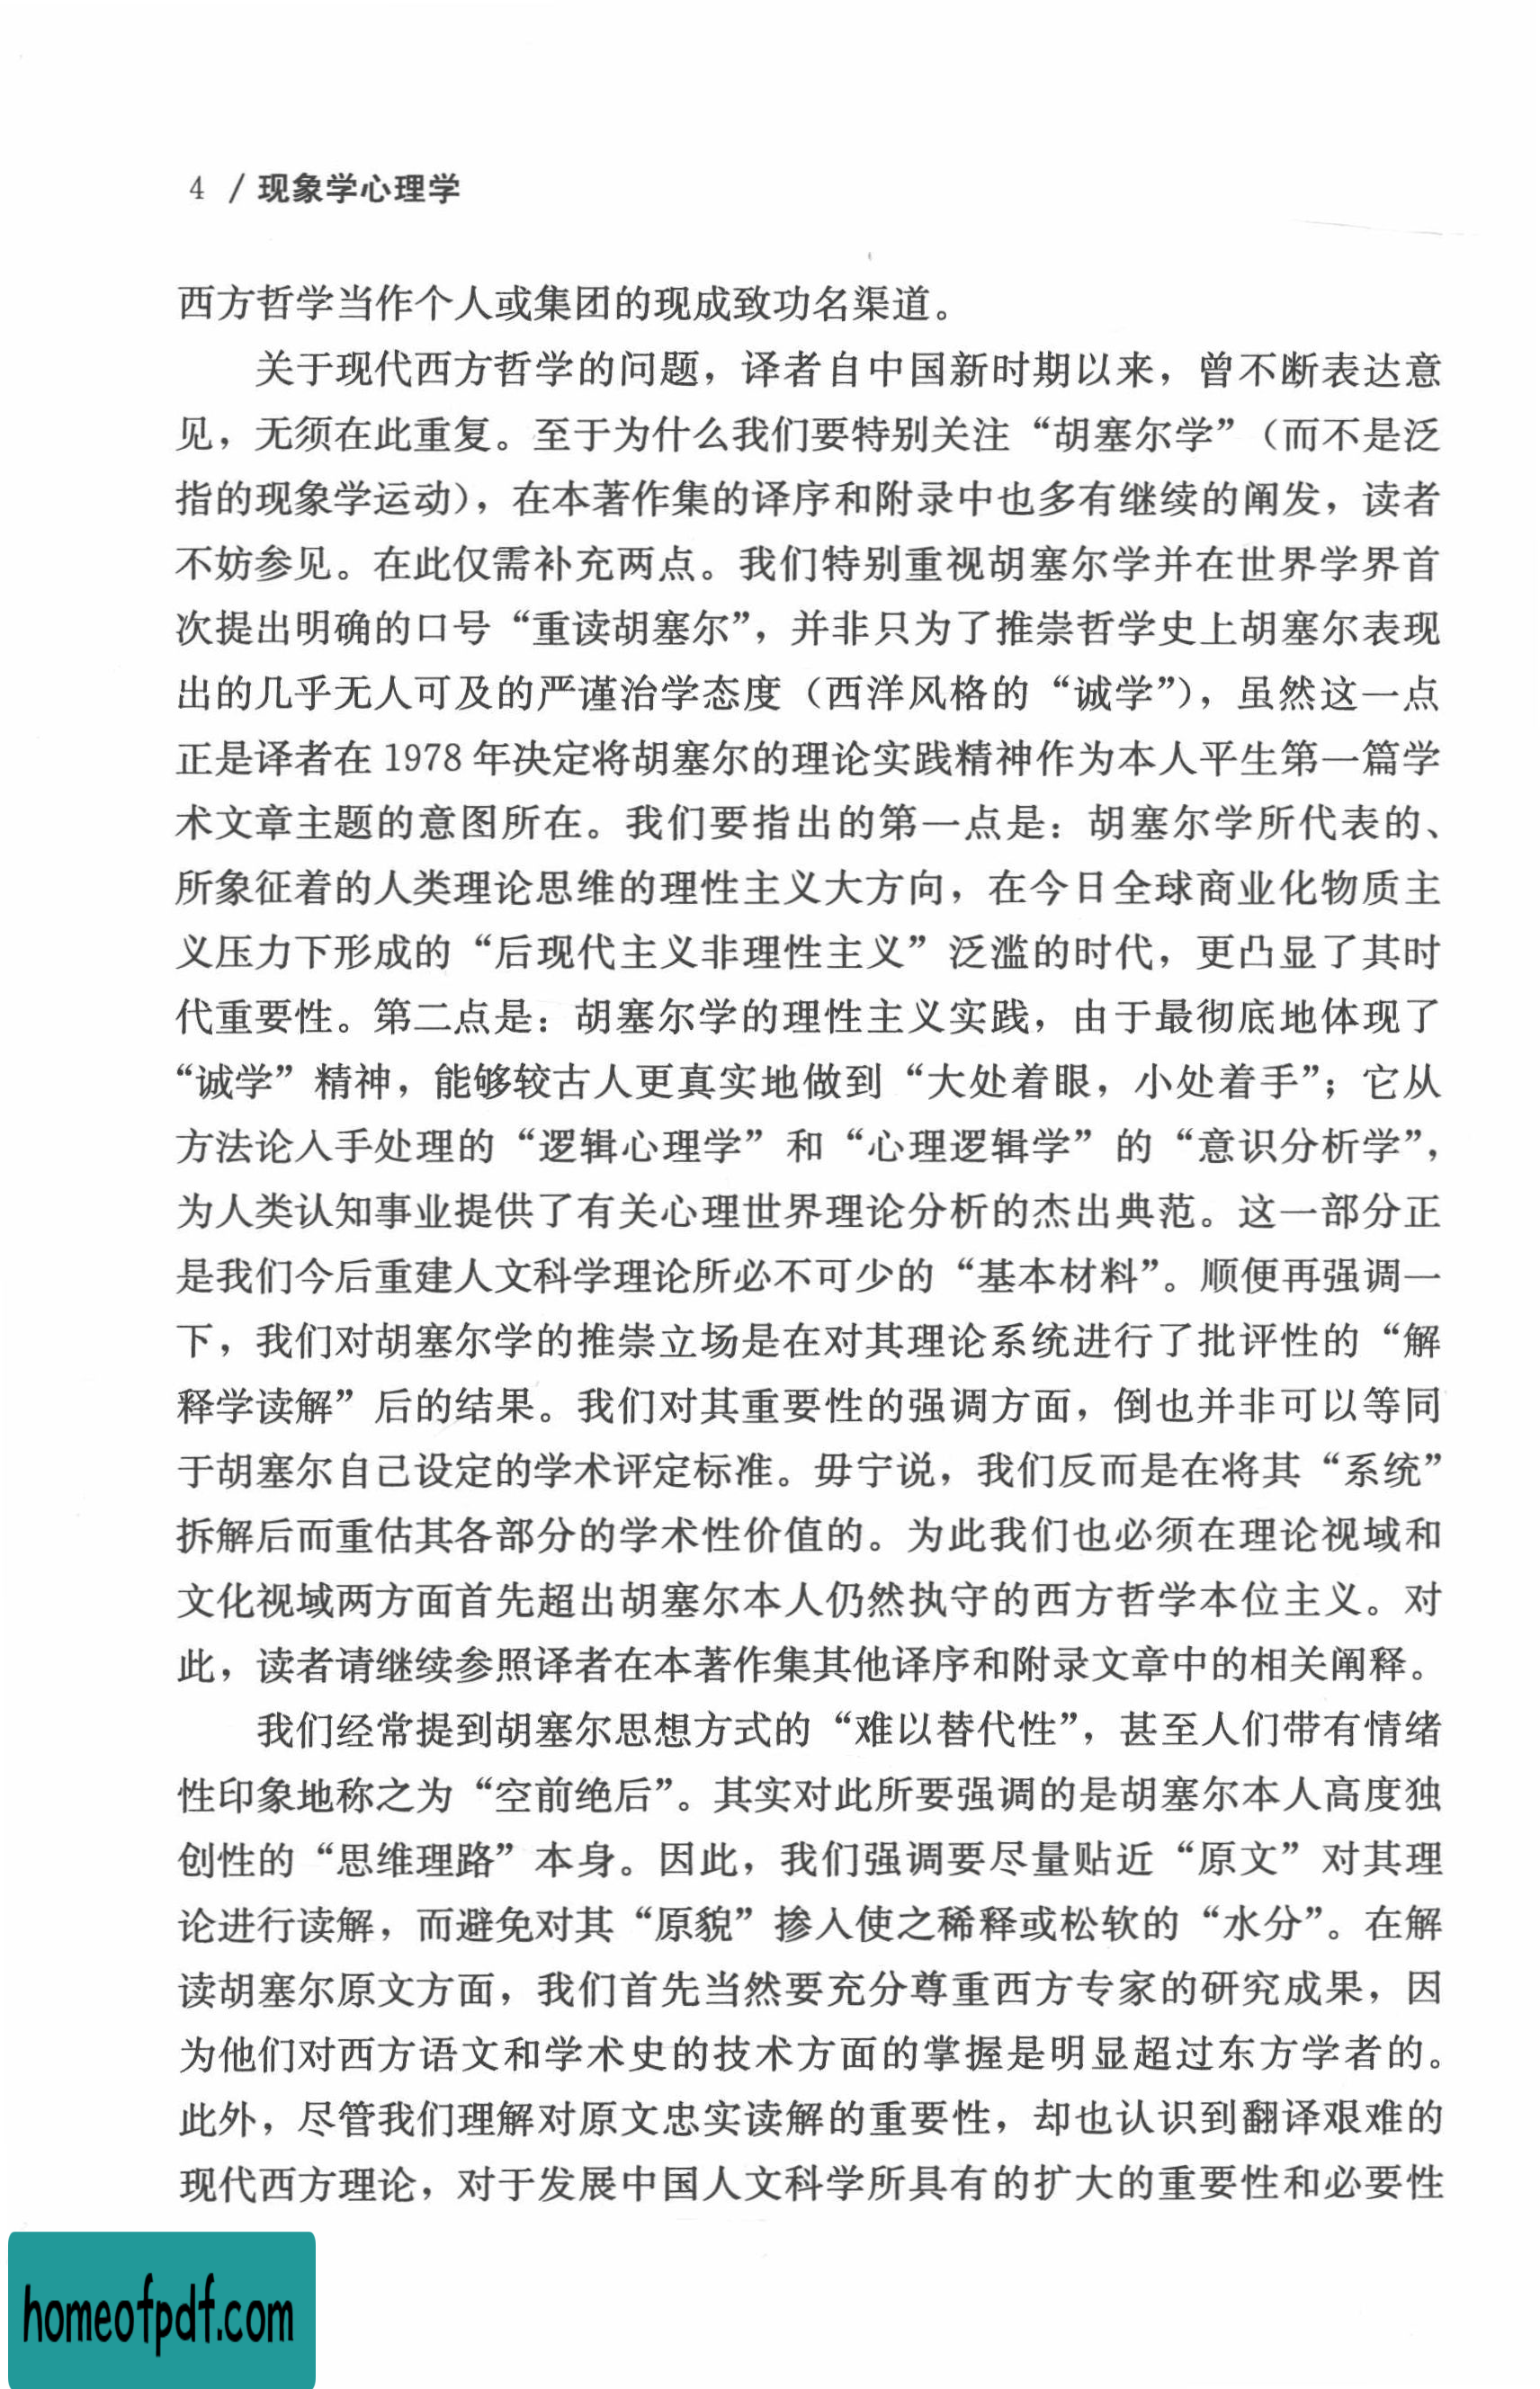 4 / 现象学心理学
西方哲学当作个人或集团的现成致功名渠道。
关于现代西方哲学的问题，译者自中国新时期以来，曾不断表达意
见，无须在此重复。至于为什么我们要特别关注“胡塞尔学”（而不是泛
指的现象学运动），在本著作集的译序和附录中也多有继续的阐发，读者
不妨参见。在此仅需补充两点。我们特别重视胡塞尔学并在世界学界首
次提出明确的口号“重读胡塞尔”，并非只为了推崇哲学史上胡塞尔表现
出的几乎无人可及的严谨治学态度（西洋风格的“诚学”），虽然这一点
正是译者在 1978 年决定将胡塞尔的理论实践精神作为本人平生第一篇学
术文章主题的意图所在。我们要指出的第一点是：胡塞尔学所代表的、
所象征着的人类理论思维的理性主义大方向，在今日全球商业化物质主
义压力下形成的“后现代主义非理性主义”泛滥的时代，更凸显了其时
代重要性。第二点是：胡塞尔学的理性主义实践，由于最彻底地体现了
“诚学”精神，能够较古人更真实地做到“大处着眼，小处着手”；它从
方法论入手处理的“逻辑心理学”和“心理逻辑学”的“意识分析学”，
为人类认知事业提供了有关心理世界理论分析的杰出典范。这一部分正
是我们今后重建人文科学理论所必不可少的“基本材料”。顺便再强调一
下，我们对胡塞尔学的推崇立场是在对其理论系统进行了批评性的“解
释学读解”后的结果。我们对其重要性的强调方面，倒也并非可以等同
于胡塞尔自己设定的学术评定标准。毋宁说，我们反而是在将其“系统”
拆解后而重估其各部分的学术性价值的。为此我们也必须在理论视域和
文化视域两方面首先超出胡塞尔本人仍然执守的西方哲学本位主义。对
此，读者请继续参照译者在本著作集其他译序和附录文章中的相关阐释。
我们经常提到胡塞尔思想方式的“难以替代性”，甚至人们带有情绪
性印象地称之为“空前绝后”。其实对此所要强调的是胡塞尔本人高度独
创性的“思维理路”本身。因此，我们强调要尽量贴近“原文”对其理
论进行读解，而避免对其“原貌”掺入使之稀释或松软的“水分”。在解
读胡塞尔原文方面，我们首先当然要充分尊重西方专家的研究成果，因
为他们对西方语文和学术史的技术方面的掌握是明显超过东方学者的。
此外，尽管我们理解对原文忠实读解的重要性，却也认识到翻译艰难的
现代西方理论，对于发展中国人文科学所具有的扩大的重要性和必要性
homeofpdf.com